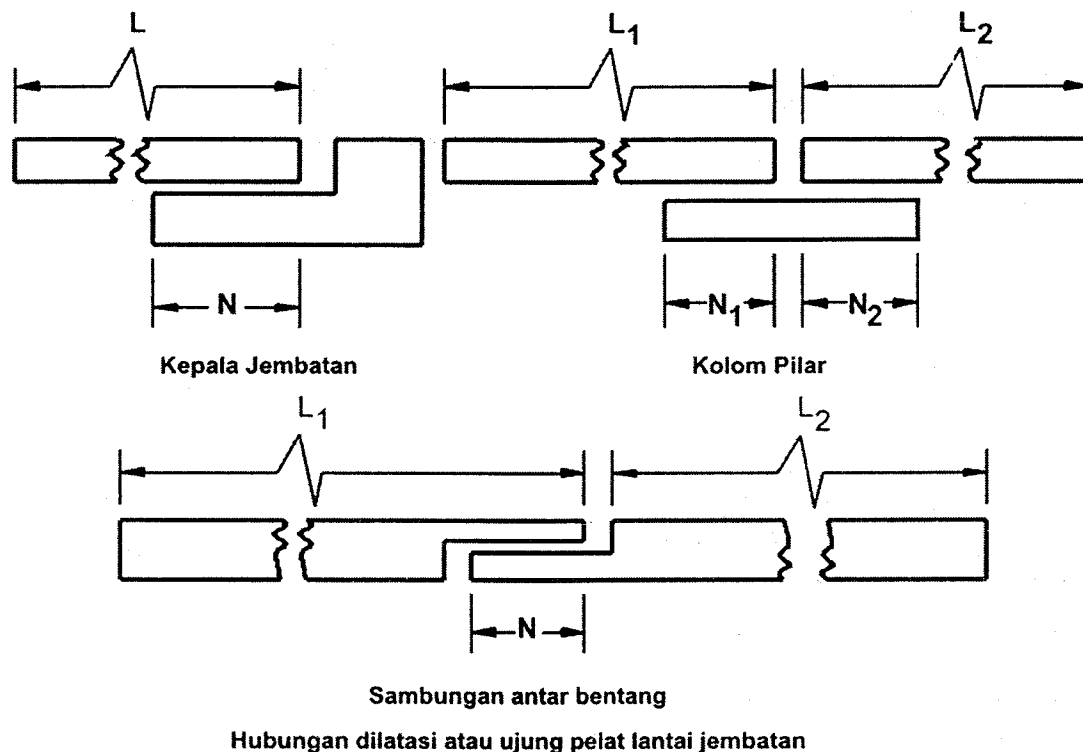 L
L1
L2
N
N1
N2
Kepala Jembatan
Kolom Pilar
L1
L2
N
Sambungan antar bentang
Hubungan dilatasi atau ujung pelat lantai jembatan